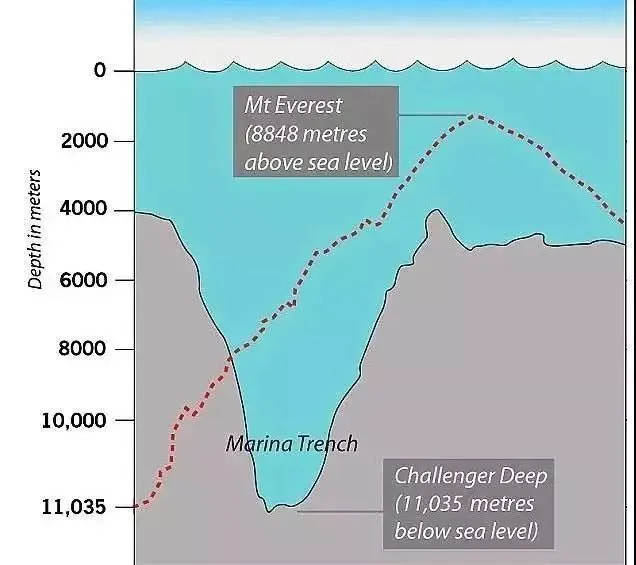 0
Mt Everest
(8848 metres
above sea level)
2000
4000
Depth in meters
6000
8000
10,000
Marina Trench
Challenger Deep
(11,035 metres
below sea level)
11,035